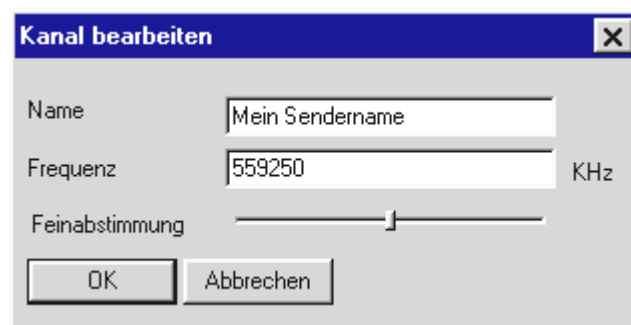 Kanal bearbeiten
Name
Mein Sendername
Frequenz
559250
KHz
Feinabstimmung
OK
Abbrechen